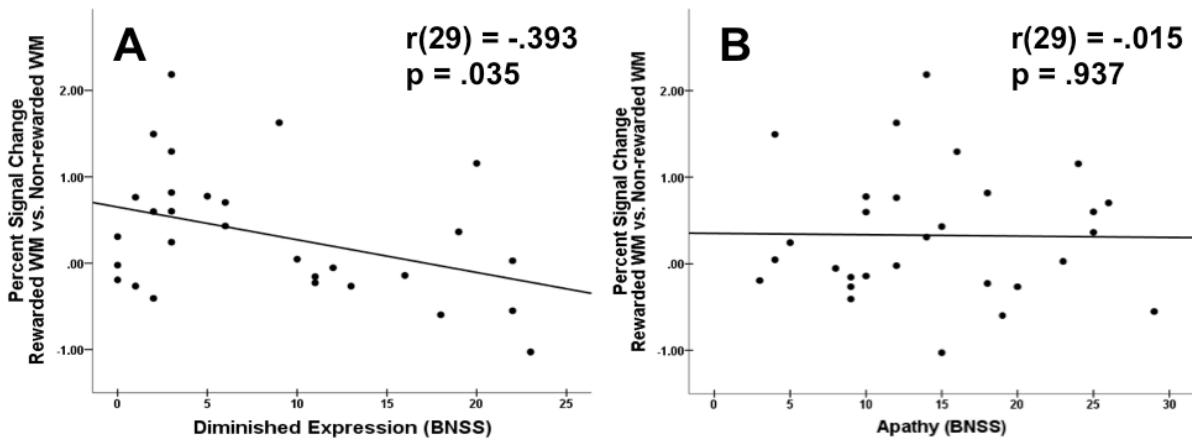 A
r(29) = -.393
p = .035
Percent Signal Change
Rewarded WM vs. Non-rewarded WM
2.00
1.00
.00
-1.00
0
5
10
15
20
25
Diminished Expression (BNSS)
B
r(29) = -.015
p = .937
Percent Signal Change
Rewarded WM vs. Non-rewarded WM
2.00
1.00
.00
-1.00
0
5
10
15
20
25
30
Apathy (BNSS)